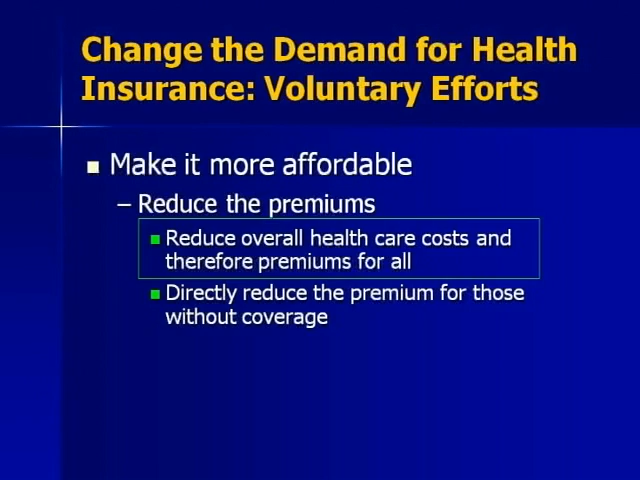 Change the Demand for Health
Insurance: Voluntary Efforts
Make it more affordable
– Reduce the premiums
Reduce overall health care costs and
therefore premiums for all
Directly reduce the premium for those
without coverage